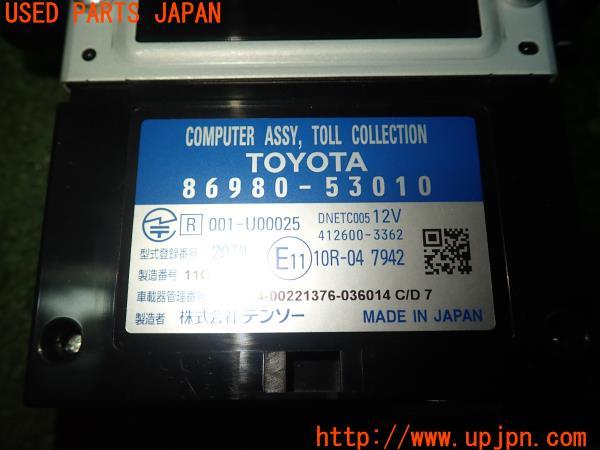 USED PARTS JAPAN
COMPUTER ASSY, TOLL COLLECTION
TOYOTA
86980-53010
R 001-U00025 DNETC005 12V
412600-3362
型式登録番号 E11 10R-04 7942
製造番号
車載器管理番号 -00221376-036014 C/D 7
製造者 株式会社デンソー MADE IN JAPAN
http://www.upjpn.com